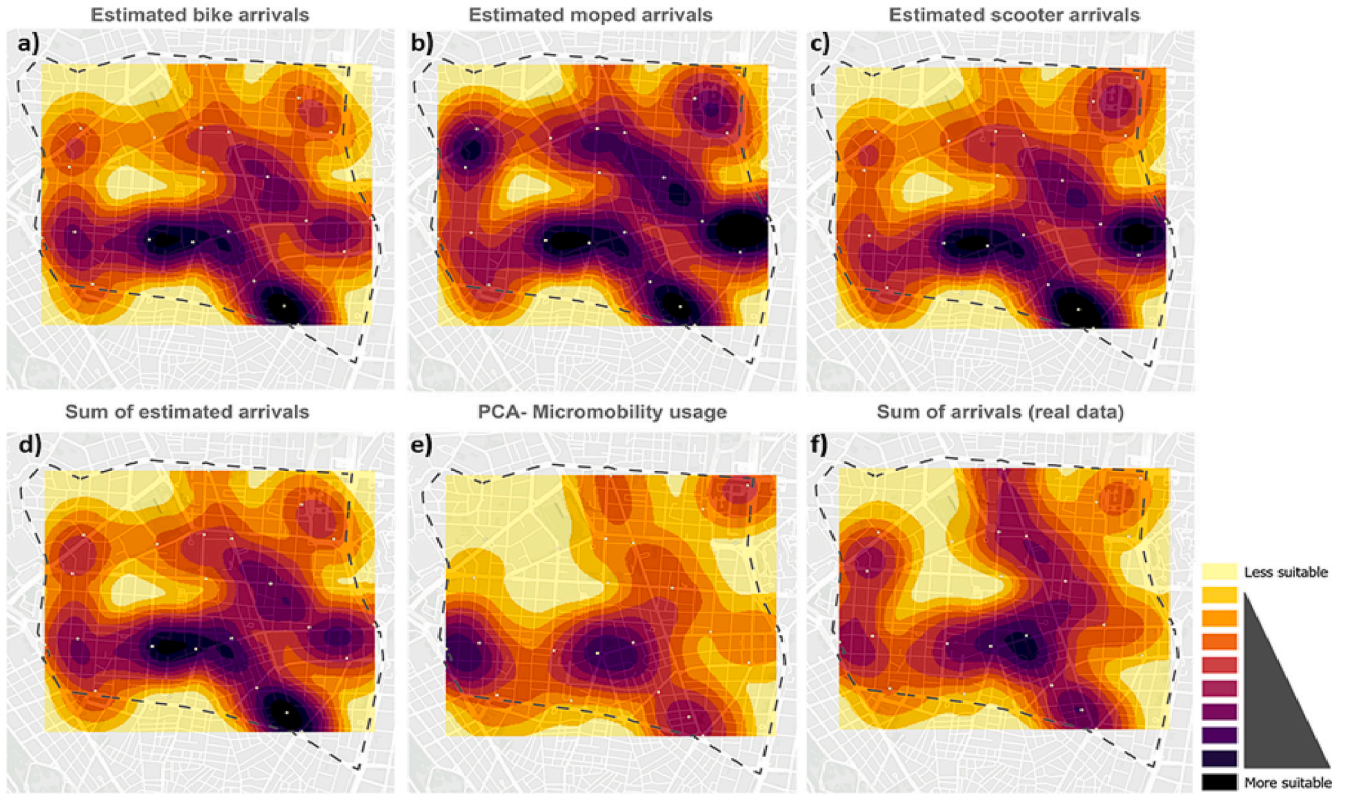 Estimated bike arrivals
Estimated moped arrivals
Estimated scooter arrivals
a)
b)
c)
Sum of estimated arrivals
PCA- Micromobility usage
Sum of arrivals (real data)
d)
e)
f)
Less suitable
More suitable